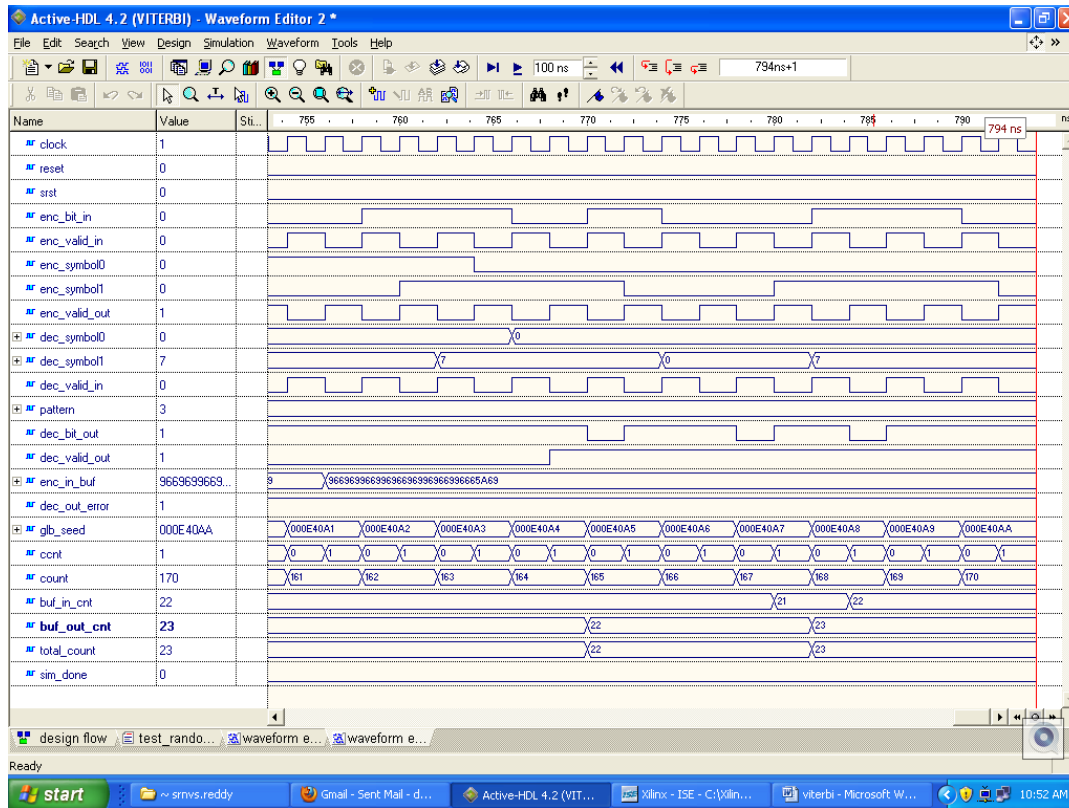 Active-HDL 4.2 (VITERBI) - Waveform Editor 2 *
File Edit Search View Design Simulation Waveform Tools Help
100 ns 794ns+1
Name Value Sti... 755 760 765 770 775 780 785 790 ns
794 ns
clock 1
reset 0
srst 0
enc_bit_in 0
enc_valid_in 0
enc_symbol0 0
enc_symbol1 0
enc_valid_out 1
dec_symbol0 0 0
dec_symbol1 7 7 0 7
dec_valid_in 0
pattern 3
dec_bit_out 1
dec_valid_out 1
enc_in_buf 9669699669... 9 96696996699696696996966996665A69
dec_out_error 1
glb_seed 000E40AA 000E40A1 000E40A2 000E40A3 000E40A4 000E40A5 000E40A6 000E40A7 000E40A8 000E40A9 000E40AA
ccnt 1 0 1 0 1 0 1 0 1 0 1 0 1 0 1 0 1 0 1 0 1
count 170 161 162 163 164 165 166 167 168 169 170
buf_in_cnt 22 21 22
buf_out_cnt 23 22 23
total_count 23 22 23
sim_done 0
design flow test_rando... waveform e... waveform e...
Ready
start ~ srnvs.reddy Gmail - Sent Mail - d... Active-HDL 4.2 (VIT... Xilinx - ISE - C:\Xilin... viterbi - Microsoft W... 10:52 AM